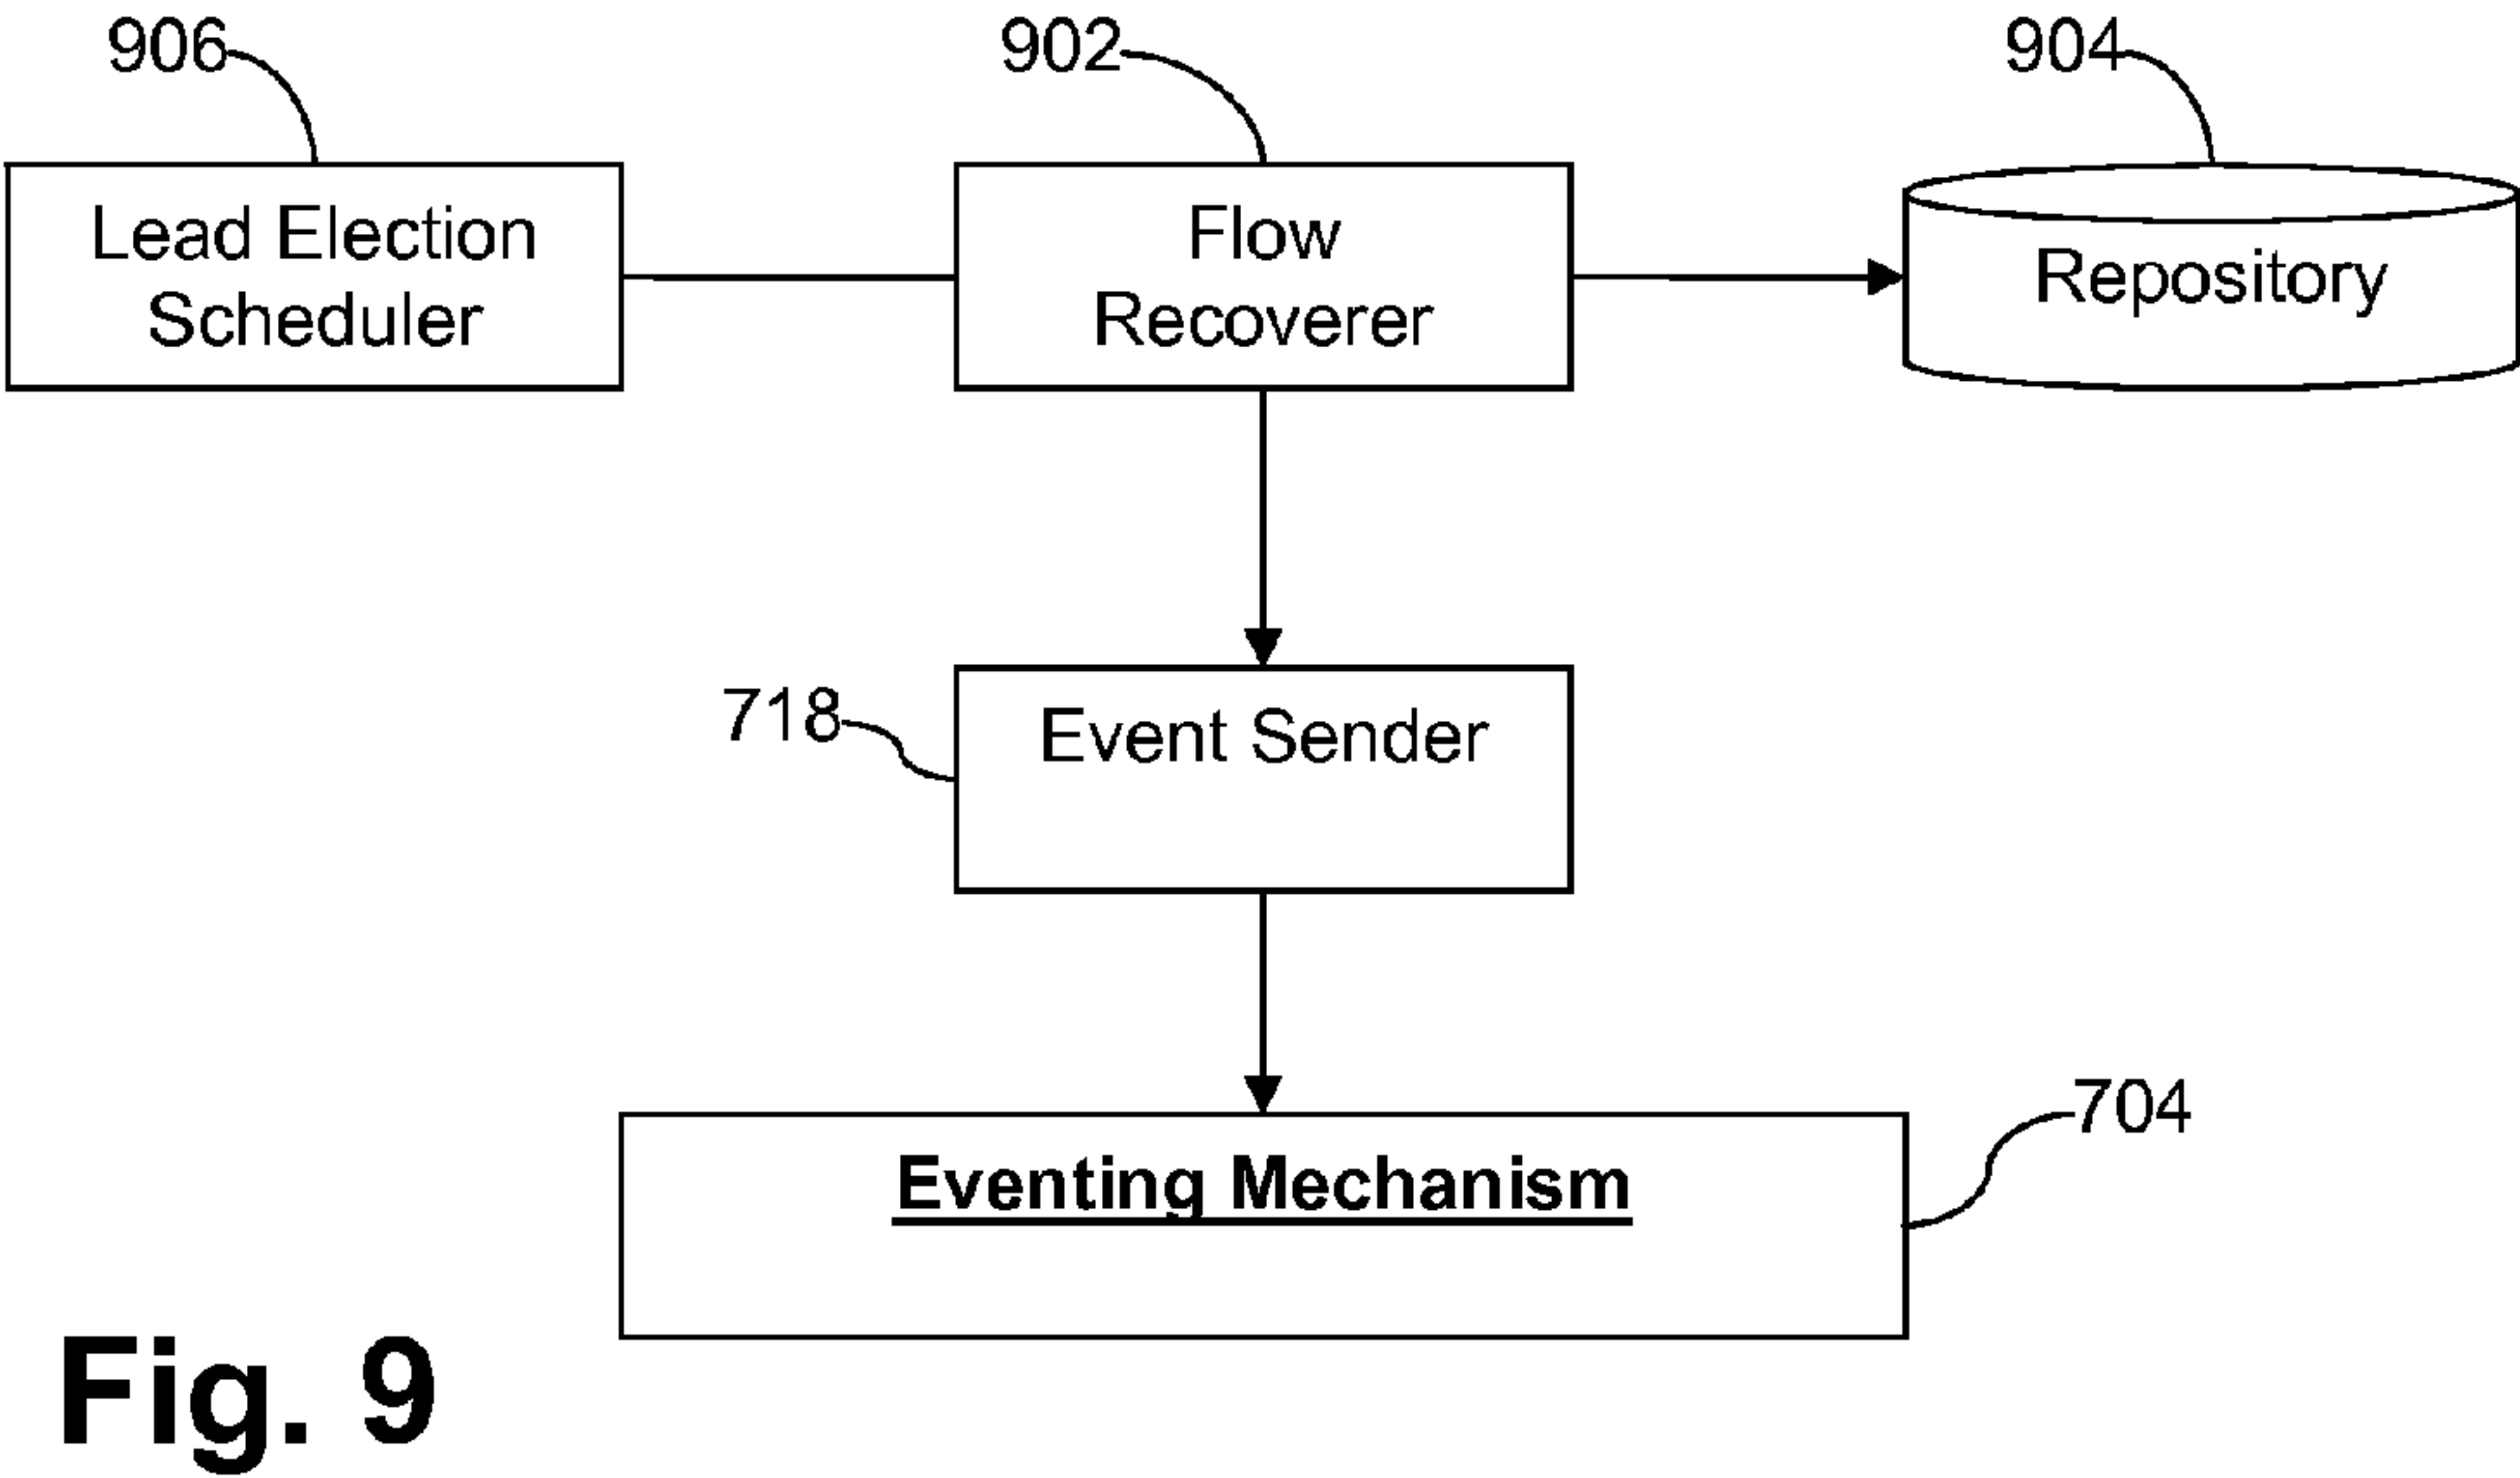 906
902
904
Lead Election
Scheduler
Flow
Recoverer
Repository
718
Event Sender
704
Eventing Mechanism
Fig. 9